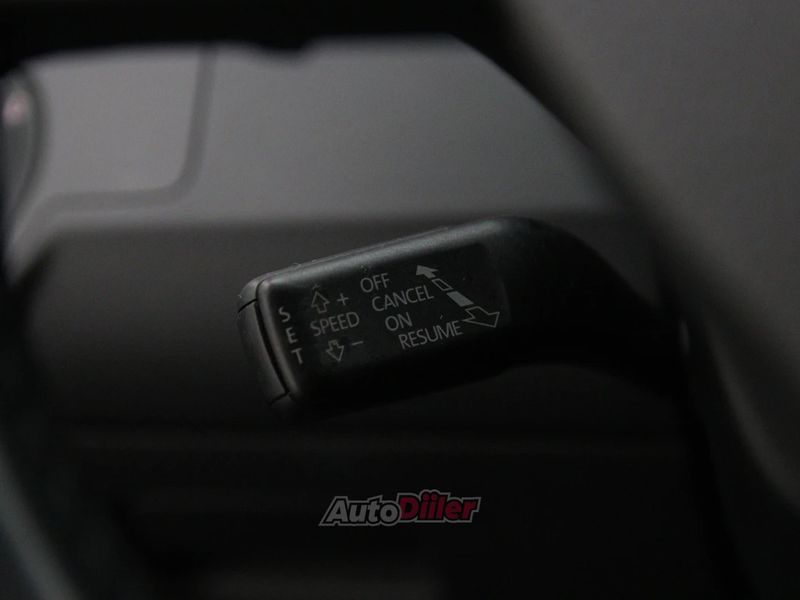 SET
+
SPEED
–
OFF
CANCEL
ON
RESUME
AutoDiiler